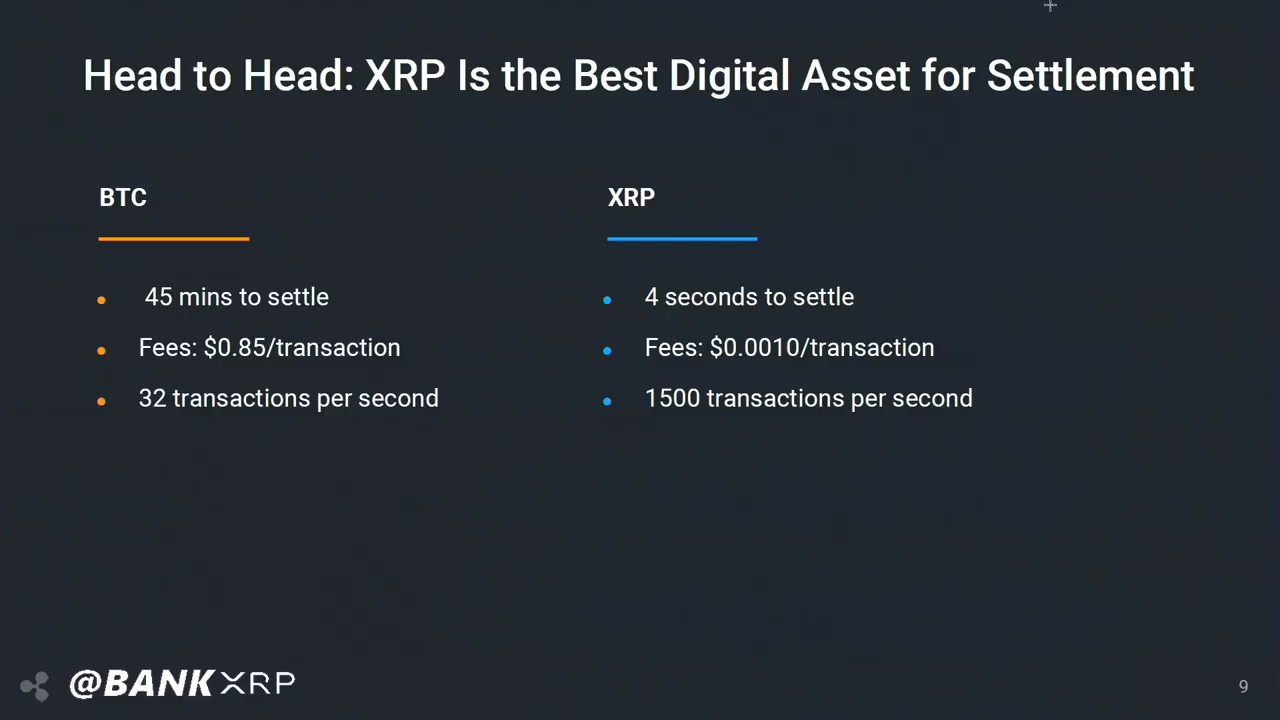 Head to Head: XRP Is the Best Digital Asset for Settlement
BTC
45 mins to settle
Fees: $0.85/transaction
32 transactions per second
XRP
4 seconds to settle
Fees: $0.0010/transaction
1500 transactions per second
@BANKXRP
9